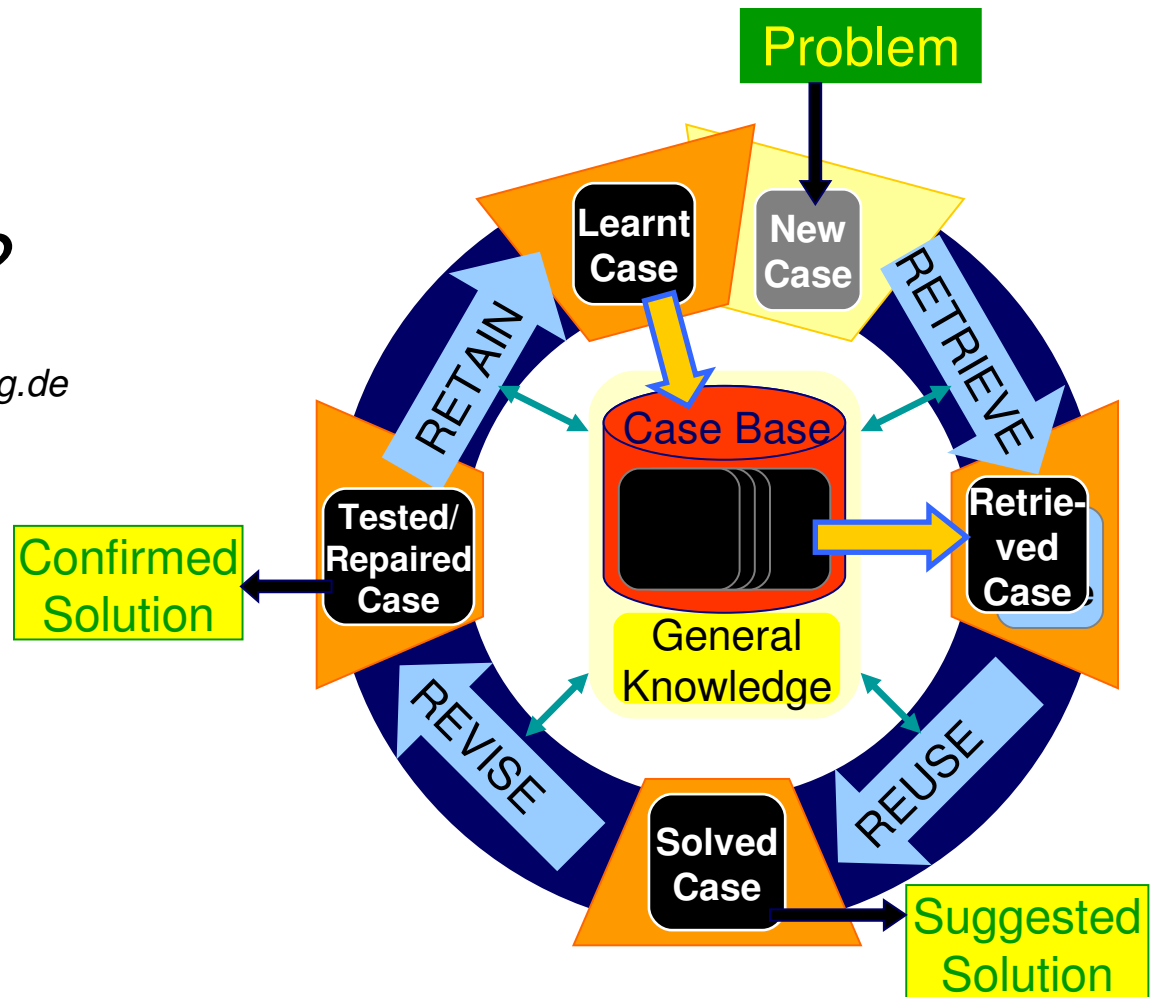 Problem
?
Learnt
Case
New
Case
RETAIN
RETRIEVE
g.de
Case Base
Tested/
Repaired
Case
Retrie-
ved
Case
Confirmed
Solution
General
Knowledge
REVISE
REUSE
Solved
Case
Suggested
Solution